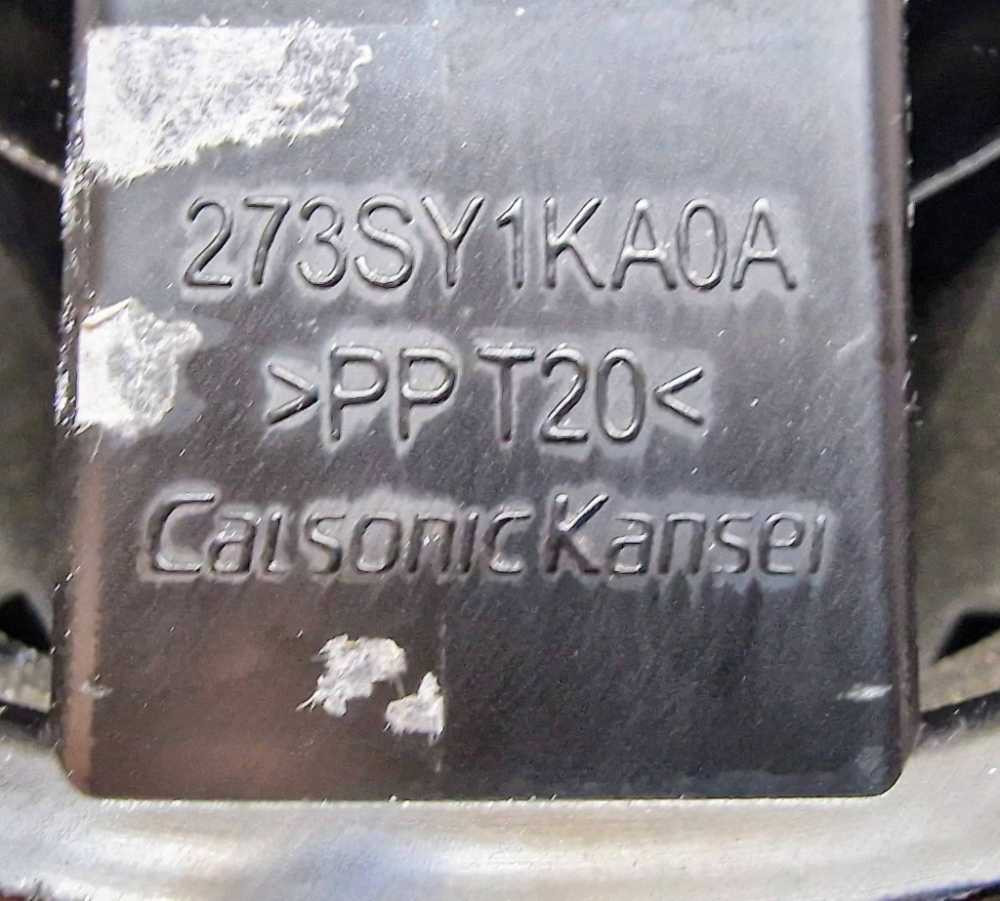 273SY1KA0A
>PP T20<
CalsonicKansei